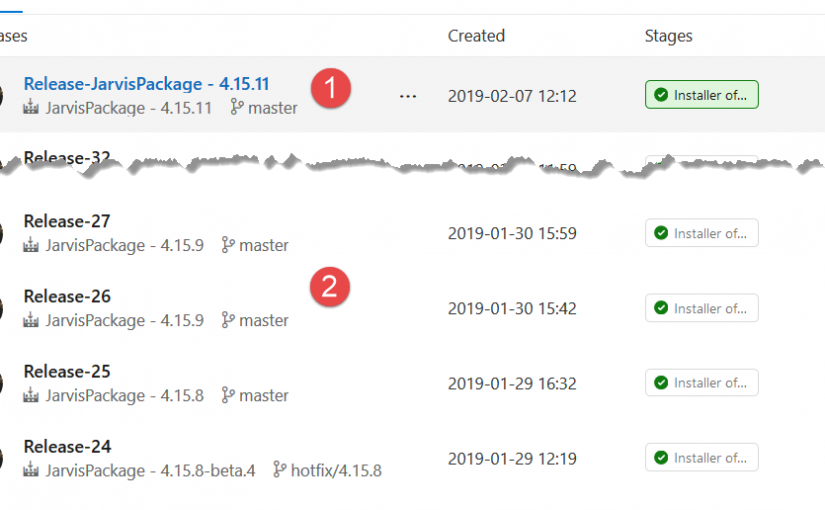 ases Created Stages
Release-JarvisPackage - 4.15.11 1 ... 2019-02-07 12:12 Installer of...
JarvisPackage - 4.15.11 master
Release-32
Release-27 2019-01-30 15:59 Installer of...
JarvisPackage - 4.15.9 master
2
Release-26 2019-01-30 15:42 Installer of...
JarvisPackage - 4.15.9 master
Release-25 2019-01-29 16:32 Installer of...
JarvisPackage - 4.15.8 master
Release-24 2019-01-29 12:19 Installer of...
JarvisPackage - 4.15.8-beta.4 hotfix/4.15.8